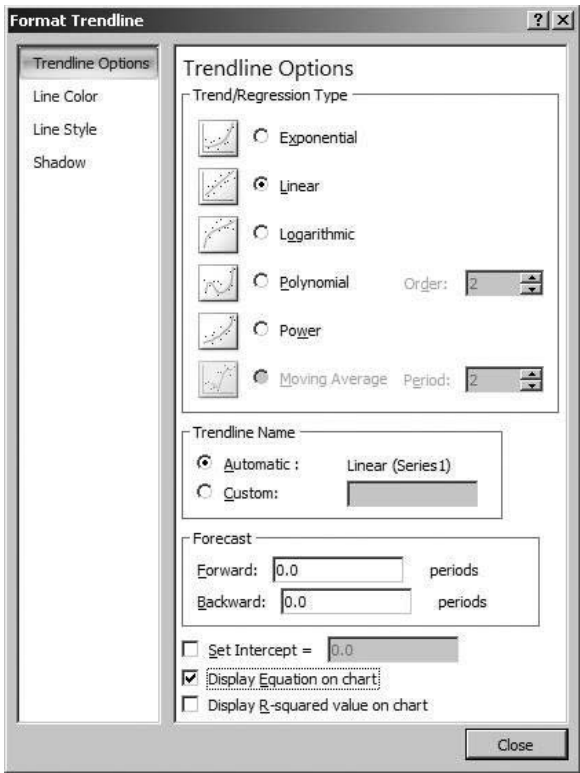 Format Trendline
Trendline Options
Line Color
Line Style
Shadow
Trendline Options
Trend/Regression Type
Exponential
Linear
Logarithmic
Polynomial Order: 2
Power
Moving Average Period: 2
Trendline Name
Automatic : Linear (Series1)
Custom:
Forecast
Forward: 0.0 periods
Backward: 0.0 periods
Set Intercept = 0.0
Display Equation on chart
Display R-squared value on chart
Close